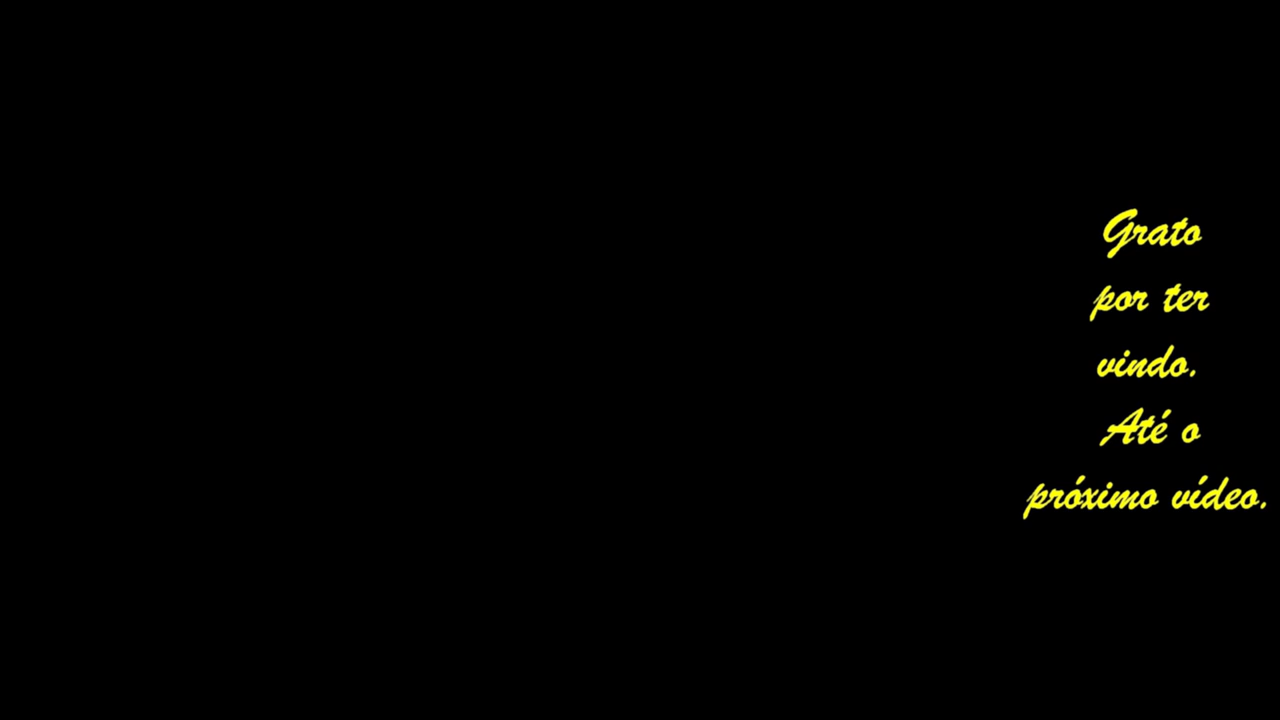 Grato
por ter
vindo.
Até o
próximo vídeo.